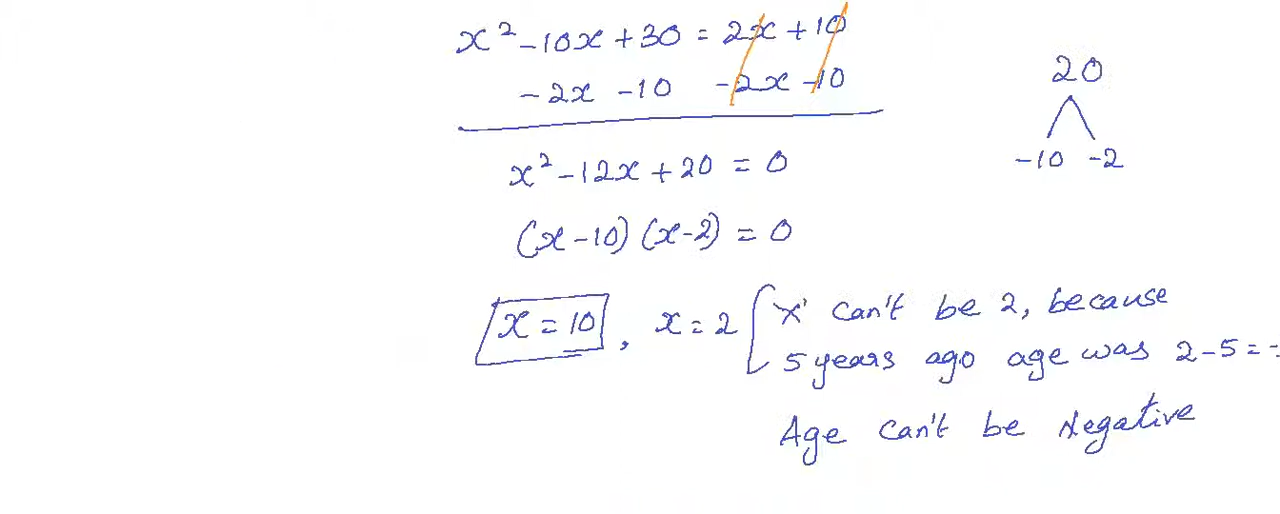 x² - 10x + 30 = 2x + 10
- 2x - 10 - 2x - 10
20
-10 -2
x² - 12x + 20 = 0
(x - 10) (x - 2) = 0
x = 10 , x = 2
'x' can't be 2, because
5 years ago age was 2 - 5 = -
Age can't be Negative